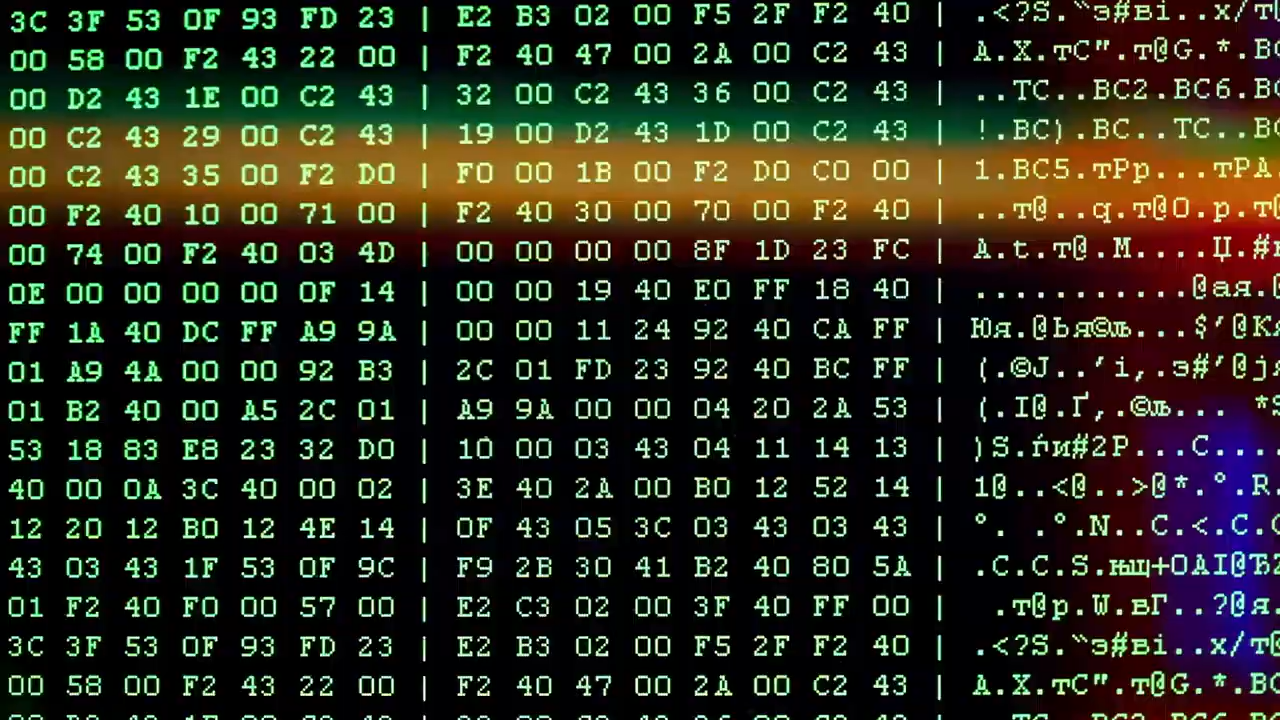 3C 3F 53 0F 93 FD 23 | E2 B3 02 00 F5 2F F2 40 | .<?S.‵э#вi..x/т@
00 58 00 F2 43 22 00 | F2 40 47 00 2A 00 C2 43 | A.X.тC".т@G.*.BC
00 D2 43 1E 00 C2 43 | 32 00 C2 43 36 00 C2 43 | ..TC..BC2.BC6.BC
00 C2 43 29 00 C2 43 | 19 00 D2 43 1D 00 C2 43 | !.BC).BC..TC..BC
00 C2 43 35 00 F2 D0 | F0 00 1B 00 F2 D0 C0 00 | 1.BC5.тPp...тPA.
00 F2 40 10 00 71 00 | F2 40 30 00 70 00 F2 40 | ..т@..q.т@0.p.т@
00 74 00 F2 40 03 4D | 00 00 00 00 8F 1D 23 FC | A.t.т@.M....Џ.#
0E 00 00 00 00 0F 14 | 00 00 19 40 E0 FF 18 40 | ...........@ая.@
FF 1A 40 DC FF A9 9A | 00 00 11 24 92 40 CA FF | Юя.@Ья©љ...$’@К
01 A9 4A 00 00 92 B3 | 2C 01 FD 23 92 40 BC FF | (.©J..’і,.э#’@ј
01 B2 40 00 A5 2C 01 | A9 9A 00 00 04 20 2A 53 | (.І@.Ґ,.©љ... *S
53 18 83 E8 23 32 D0 | 10 00 03 43 04 11 14 13 | )S.ѓи#2Р...C....
40 00 0A 3C 40 00 02 | 3E 40 2A 00 B0 12 52 14 | 1@..<@..>@*.°.R.
12 20 12 B0 12 4E 14 | 0F 43 05 3C 03 43 03 43 | °. .°.N..C.<.C.C
43 03 43 1F 53 0F 9C | F9 2B 30 41 B2 40 80 5A | .C.C.S.њщ+0AІ@ЂZ
01 F2 40 F0 00 57 00 | E2 C3 02 00 3F 40 FF 00 | .т@p.W.вГ..?@я.
3C 3F 53 0F 93 FD 23 | E2 B3 02 00 F5 2F F2 40 | .<?S.‵э#вi..x/т@
00 58 00 F2 43 22 00 | F2 40 47 00 2A 00 C2 43 | A.X.тC".т@G.*.BC